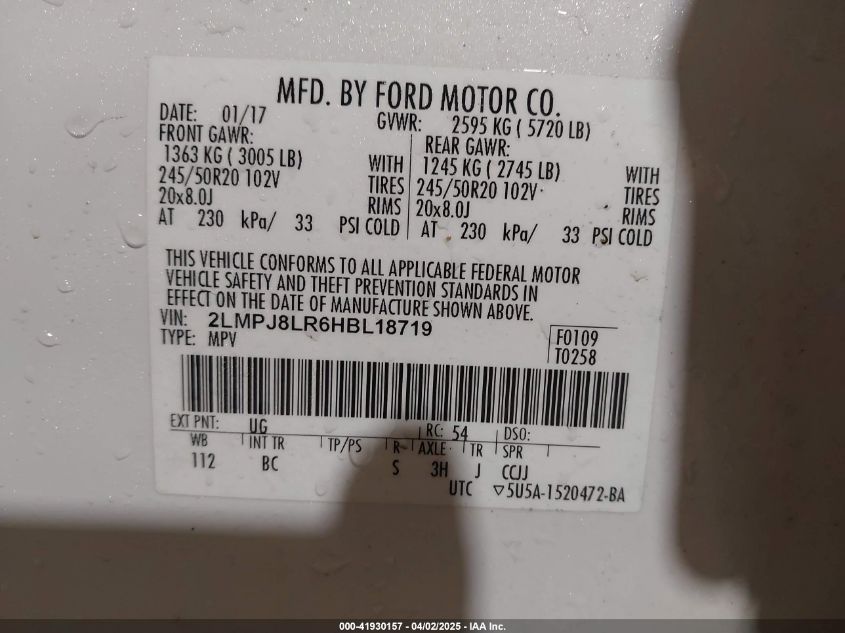 MFD. BY FORD MOTOR CO.
DATE: 01/17 GVWR: 2595 KG ( 5720 LB)
FRONT GAWR: REAR GAWR:
1363 KG ( 3005 LB) WITH 1245 KG ( 2745 LB) WITH
245/50R20 102V TIRES 245/50R20 102V TIRES
20x8.0J RIMS 20x8.0J RIMS
AT 230 kPa/ 33 PSI COLD AT 230 kPa/ 33 PSI COLD
THIS VEHICLE CONFORMS TO ALL APPLICABLE FEDERAL MOTOR
VEHICLE SAFETY AND THEFT PREVENTION STANDARDS IN
EFFECT ON THE DATE OF MANUFACTURE SHOWN ABOVE.
VIN: 2LMPJ8LR6HBL18719
TYPE: MPV
F0109
T0258
EXT PNT: UG RC: 54 DSO:
WB INT TR TP/PS R AXLE TR SPR
112 BC S 3H J CCJJ
UTC ▽5U5A-1520472-BA
000-41930157 - 04/02/2025 - IAA Inc.